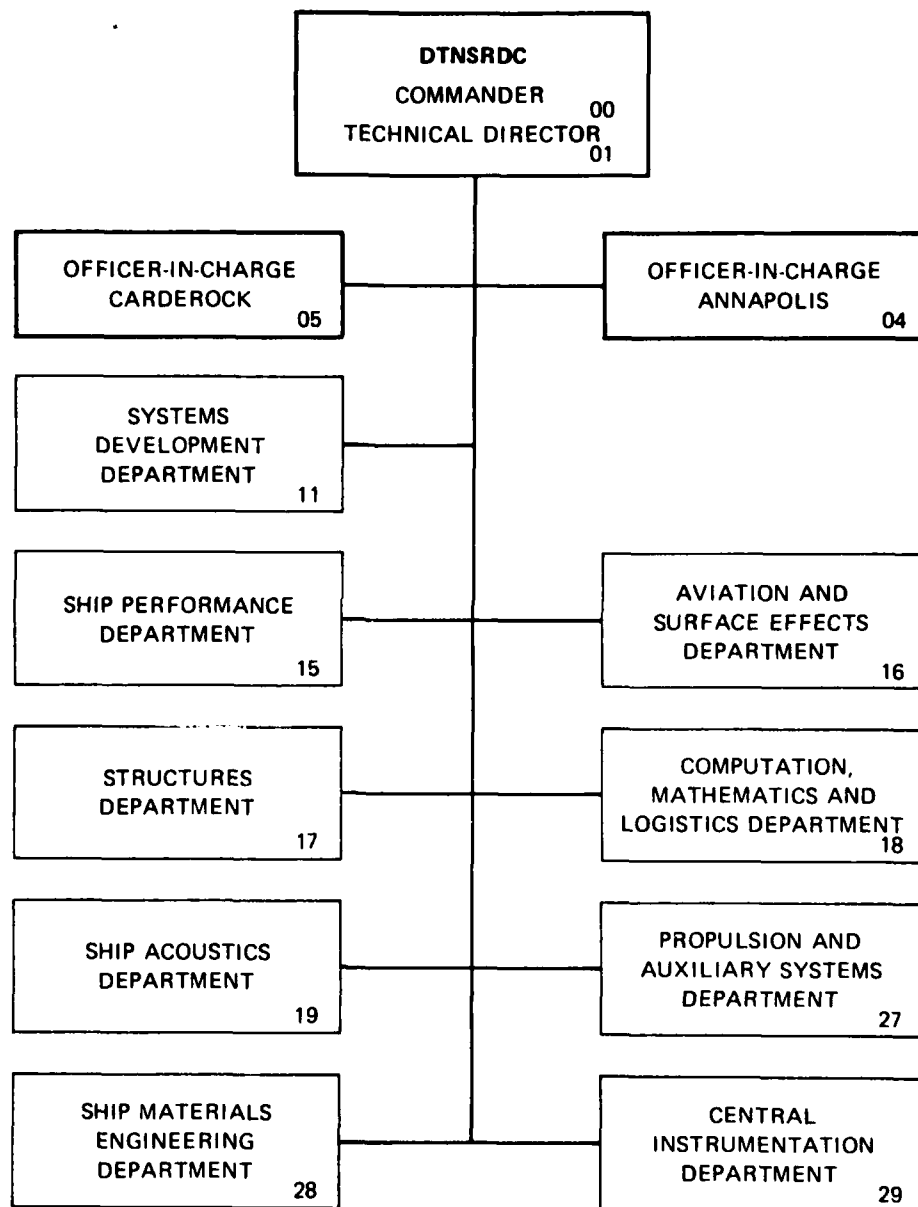 DTNSRDC
COMMANDER
00
TECHNICAL DIRECTOR
01
OFFICER-IN-CHARGE
CARDEROCK
05
OFFICER-IN-CHARGE
ANNAPOLIS
04
SYSTEMS
DEVELOPMENT
DEPARTMENT
11
SHIP PERFORMANCE
DEPARTMENT
15
AVIATION AND
SURFACE EFFECTS
DEPARTMENT
16
STRUCTURES
DEPARTMENT
17
COMPUTATION,
MATHEMATICS AND
LOGISTICS DEPARTMENT
18
SHIP ACOUSTICS
DEPARTMENT
19
PROPULSION AND
AUXILIARY SYSTEMS
DEPARTMENT
27
SHIP MATERIALS
ENGINEERING
DEPARTMENT
28
CENTRAL
INSTRUMENTATION
DEPARTMENT
29